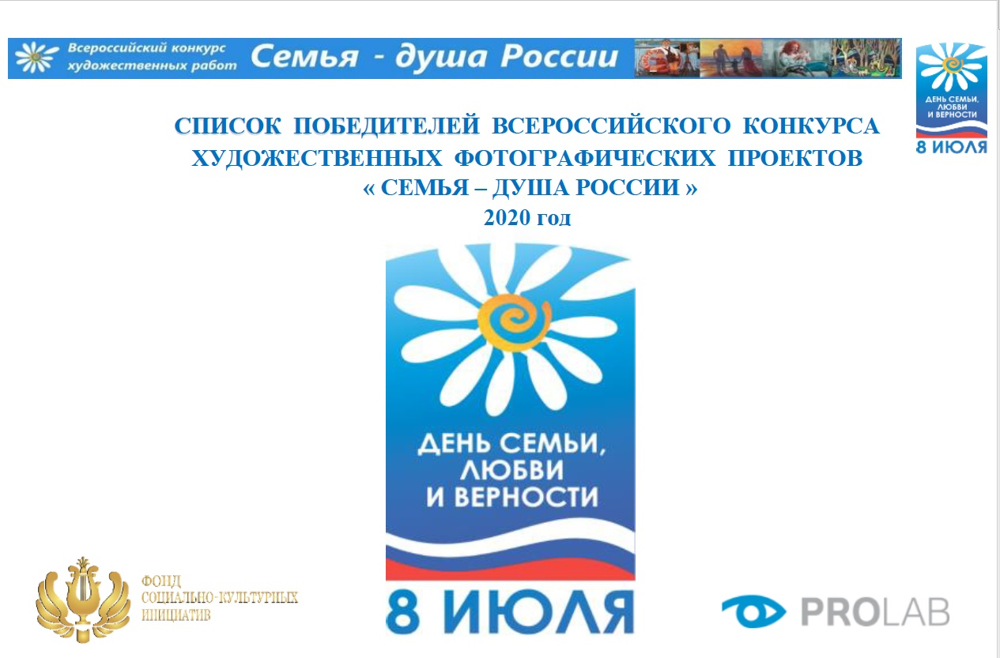 Всероссийский конкурс
художественных работ
Семья - душа России
ДЕНЬ СЕМЬИ,
ЛЮБВИ
И ВЕРНОСТИ
8 ИЮЛЯ
СПИСОК ПОБЕДИТЕЛЕЙ ВСЕРОССИЙСКОГО КОНКУРСА
ХУДОЖЕСТВЕННЫХ ФОТОГРАФИЧЕСКИХ ПРОЕКТОВ
« СЕМЬЯ – ДУША РОССИИ »
2020 год
ДЕНЬ СЕМЬИ,
ЛЮБВИ
И ВЕРНОСТИ
8 ИЮЛЯ
ФОНД
СОЦИАЛЬНО-КУЛЬТУРНЫХ
ИНИЦИАТИВ
PROLAB